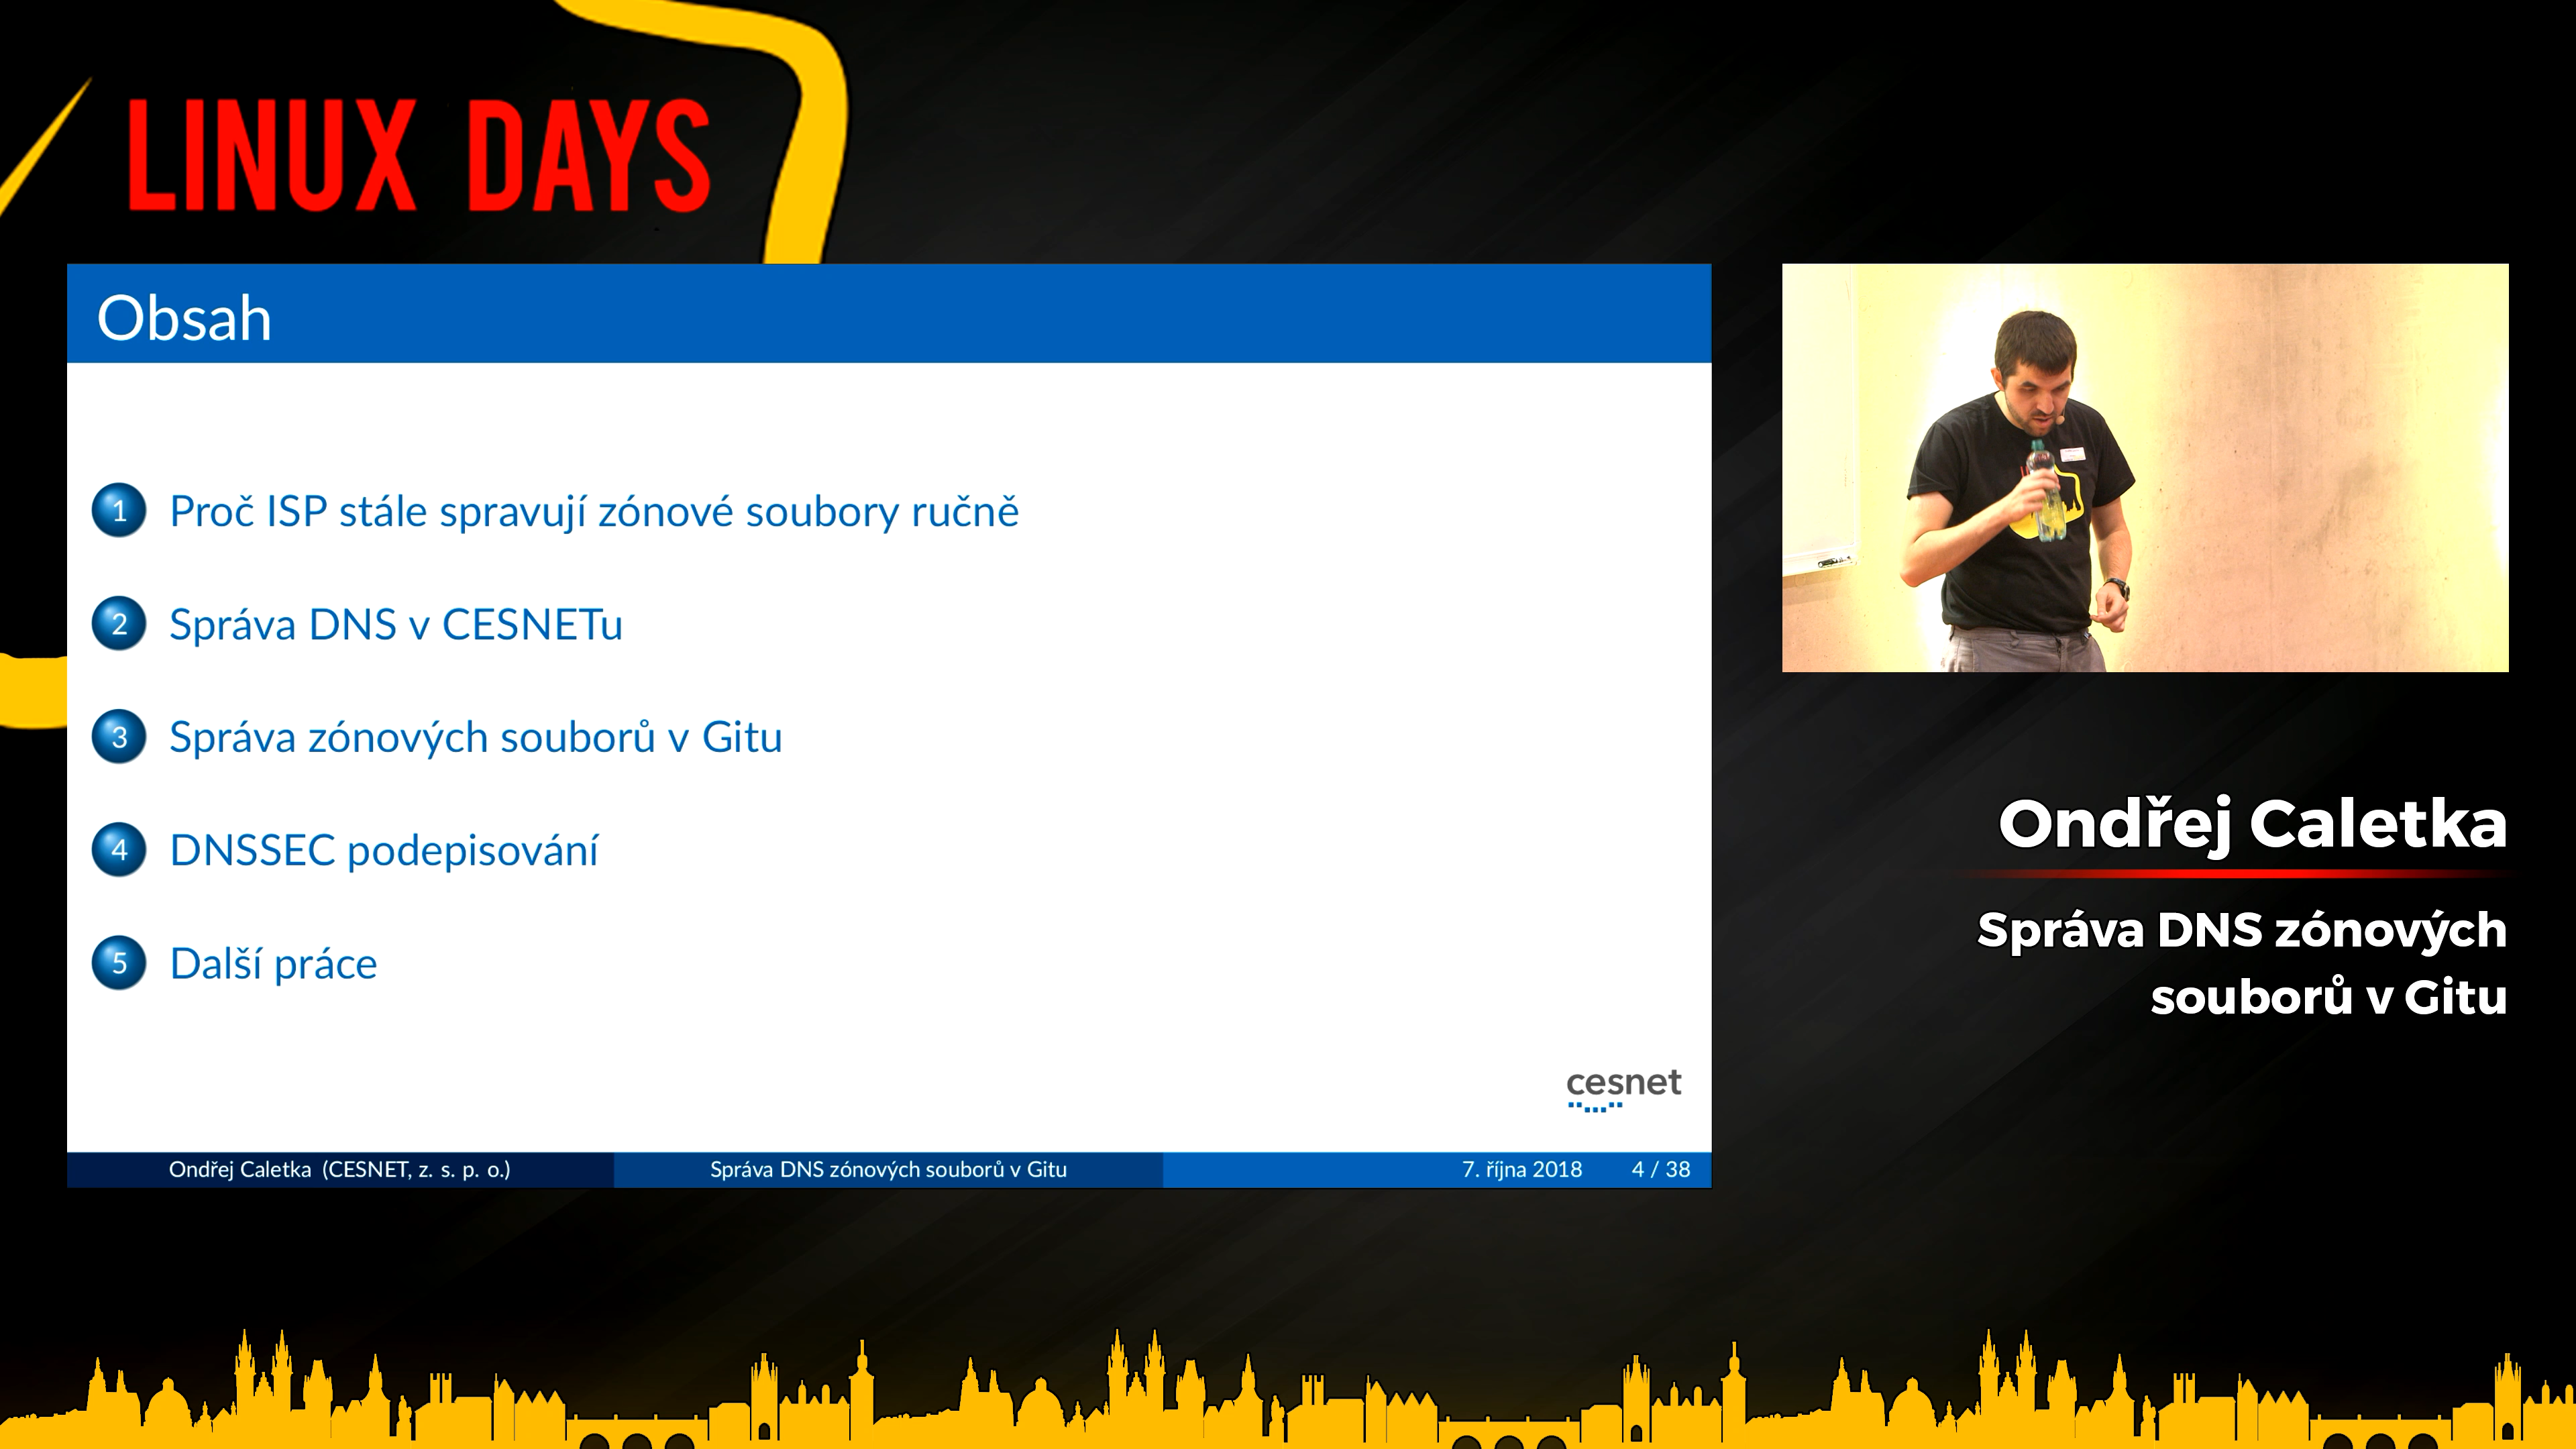 LINUX DAYS
Obsah
1 Proč ISP stále spravují zónové soubory ručně
2 Správa DNS v CESNETu
3 Správa zónových souborů v Gitu
4 DNSSEC podepisování
5 Další práce
cesnet
Ondřej Caletka (CESNET, z. s. p. o.) Správa DNS zónových souborů v Gitu 7. října 2018 4 / 38
Ondřej Caletka
Správa DNS zónových
souborů v Gitu